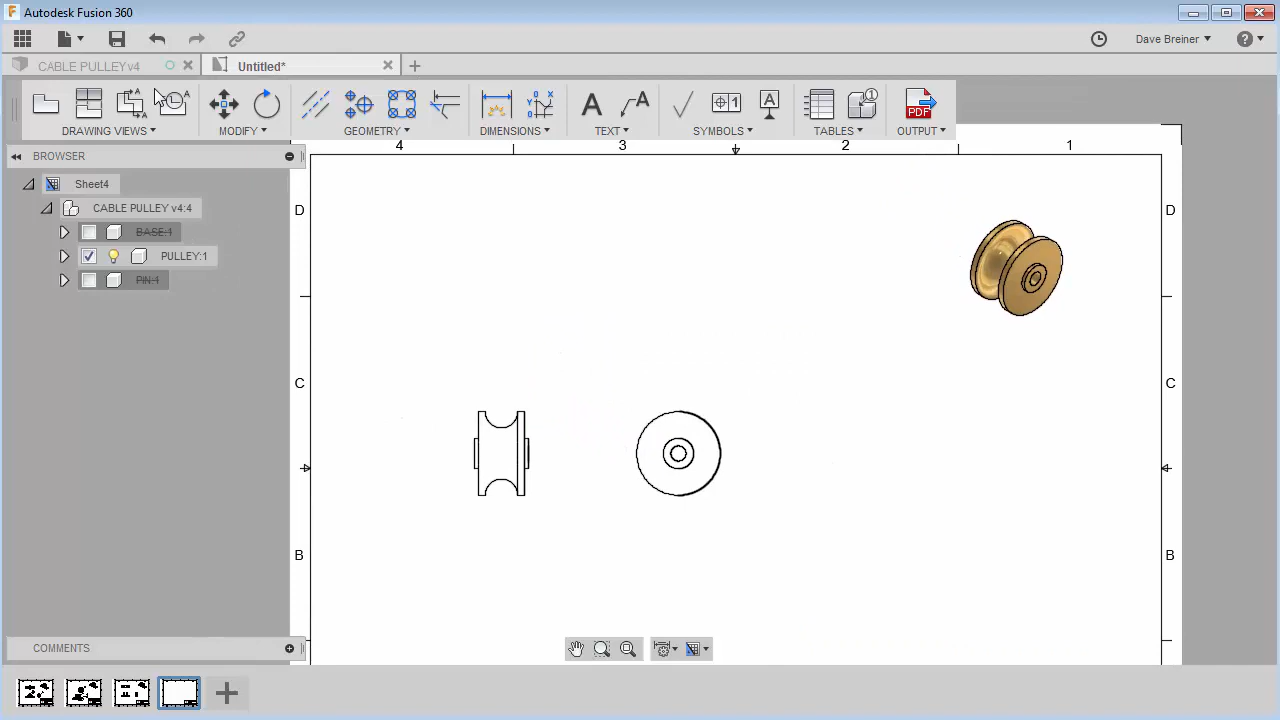 Autodesk Fusion 360
Dave Breiner
CABLE PULLEY v4
Untitled*
DRAWING VIEWS
MODIFY
GEOMETRY
DIMENSIONS
TEXT
SYMBOLS
TABLES
OUTPUT
BROWSER
4 3 2 1
Sheet4
CABLE PULLEY v4:4
D D
BASE:1
PULLEY:1
PIN:1
C C
B B
COMMENTS